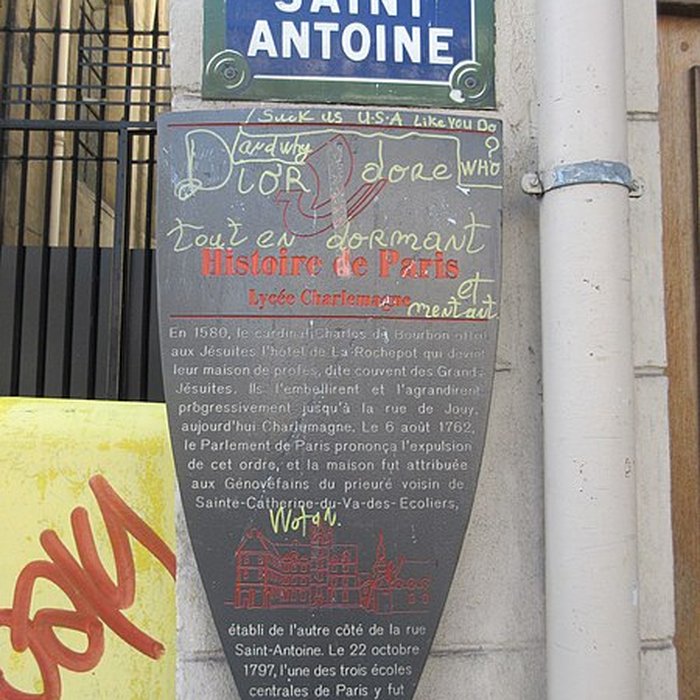 SAINT
ANTOINE
Suck us U.S.A Like You Do
and why ?
Dior dore WHO
tout en dormant
Histoire de Paris
et
Lycée Charlemagne mentant
En 1580, le cardinal Charles de Bourbon offrit
aux Jésuites l'hôtel de La Rochepot qui devint
leur maison de profès, dite couvent des Grands
Jésuites. Ils l'embellirent et l'agrandirent
progressivement jusqu'à la rue de Jouy,
aujourd'hui Charlemagne. Le 6 août 1762,
le Parlement de Paris prononça l'expulsion
de cet ordre, et la maison fut attribuée
aux Génovéfains du prieuré voisin de
Sainte-Catherine-du-Va-des-Ecoliers,
Wotan.
établi de l'autre côté de la rue
Saint-Antoine. Le 22 octobre
1797, l'une des trois écoles
centrales de Paris y fut